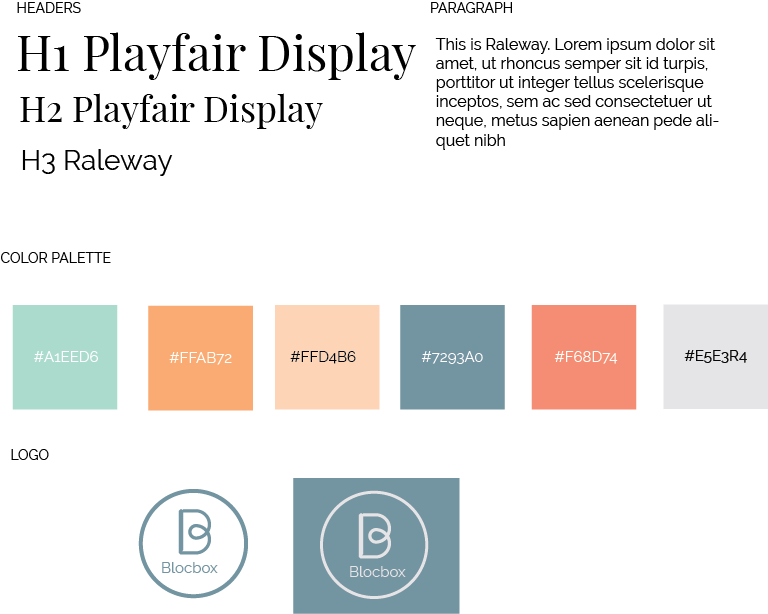 HEADERS
H1 Playfair Display
H2 Playfair Display
H3 Raleway
PARAGRAPH
This is Raleway. Lorem ipsum dolor sit
amet, ut rhoncus semper sit id turpis,
porttitor ut integer tellus scelerisque
inceptos, sem ac sed consectetuer ut
neque, metus sapien aenean pede ali-
quet nibh
COLOR PALETTE
#A1EED6
#FFAB72
#FFD4B6
#7293A0
#F68D74
#E5E3R4
LOGO
B
Blocbox
B
Blocbox